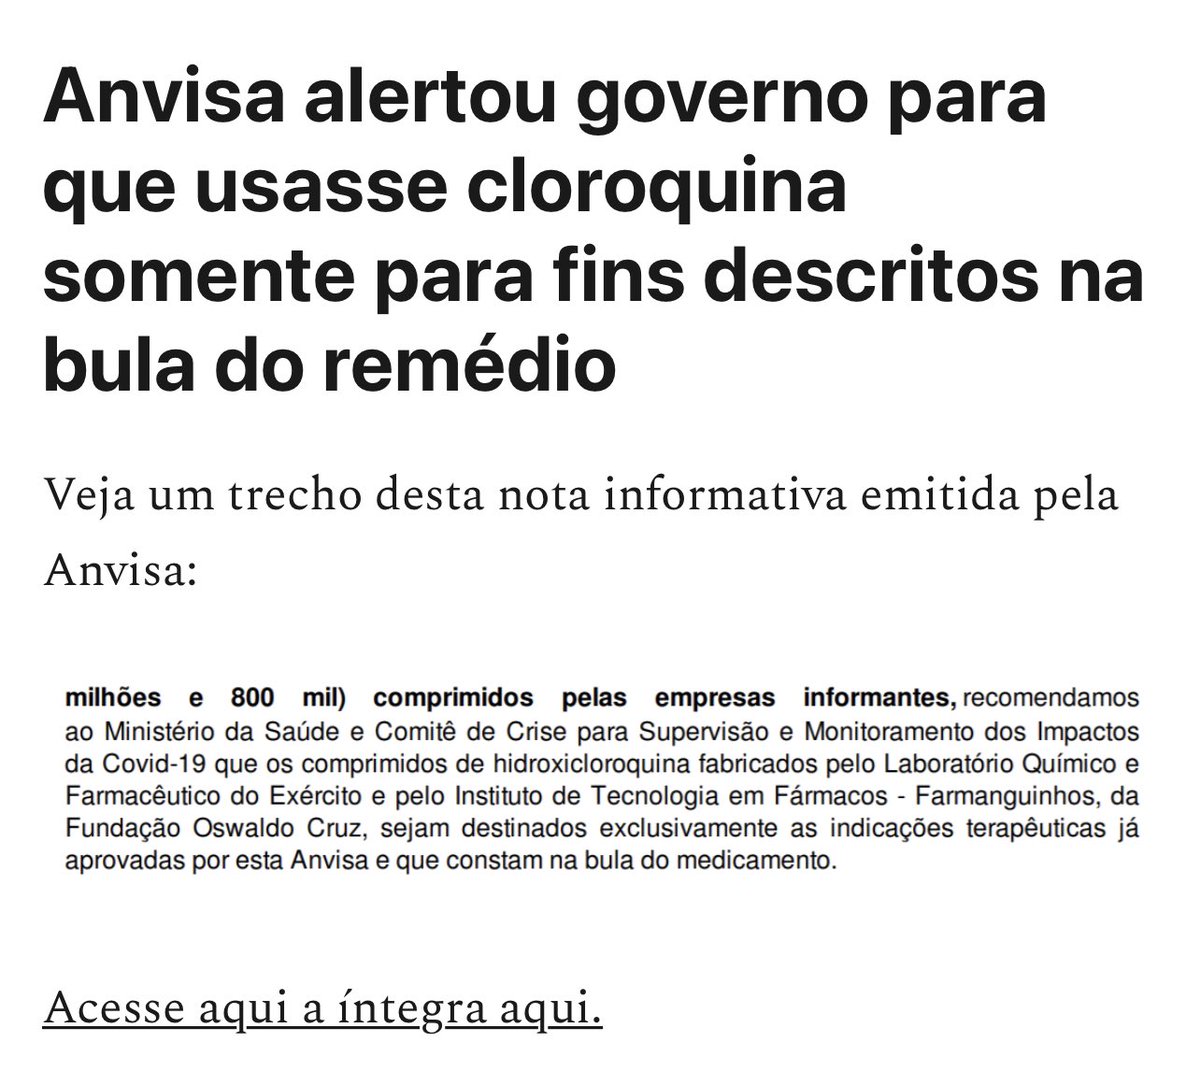 Anvisa alertou governo para
que usasse cloroquina
somente para fins descritos na
bula do remédio
Veja um trecho desta nota informativa emitida pela
Anvisa:
milhões e 800 mil) comprimidos pelas empresas informantes, recomendamos
ao Ministério da Saúde e Comitê de Crise para Supervisão e Monitoramento dos Impactos
da Covid-19 que os comprimidos de hidroxicloroquina fabricados pelo Laboratório Químico e
Farmacêutico do Exército e pelo Instituto de Tecnologia em Fármacos - Farmanguinhos, da
Fundação Oswaldo Cruz, sejam destinados exclusivamente as indicações terapêuticas já
aprovadas por esta Anvisa e que constam na bula do medicamento.
Acesse aqui a íntegra aqui.